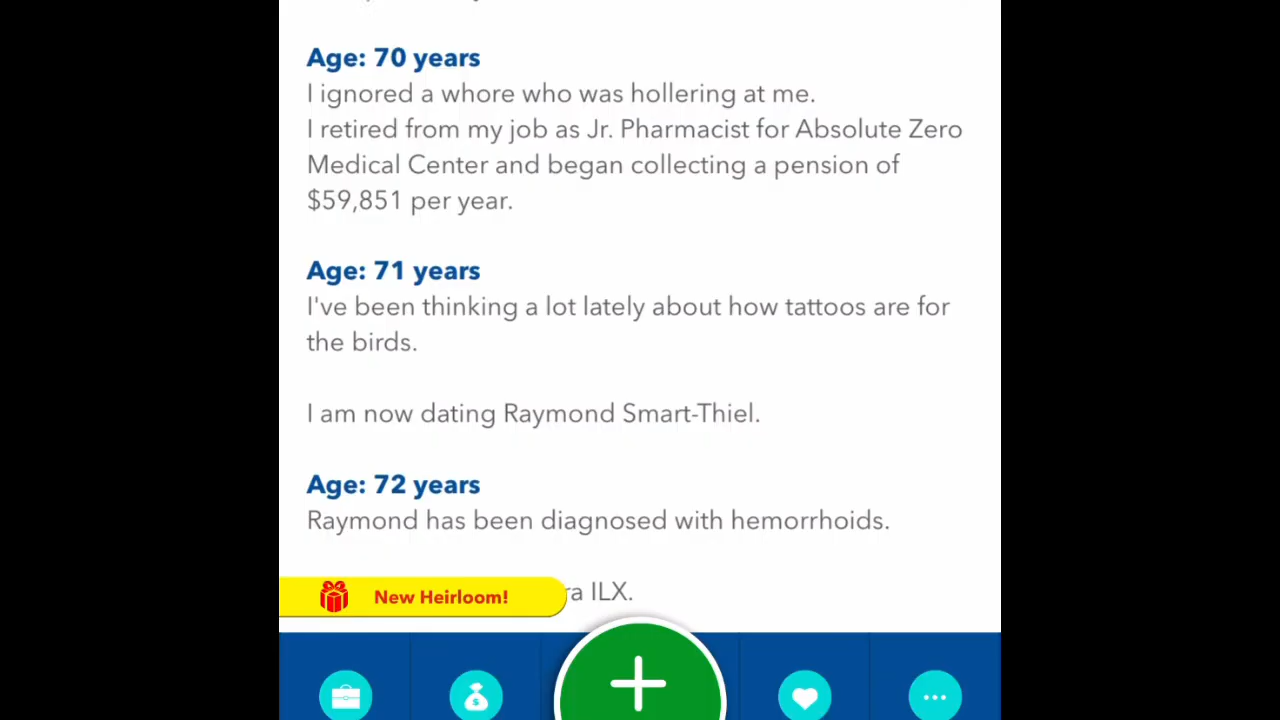 Age: 70 years
I ignored a whore who was hollering at me.
I retired from my job as Jr. Pharmacist for Absolute Zero
Medical Center and began collecting a pension of
$59,851 per year.
Age: 71 years
I've been thinking a lot lately about how tattoos are for
the birds.
I am now dating Raymond Smart-Thiel.
Age: 72 years
Raymond has been diagnosed with hemorrhoids.
New Heirloom! ra ILX.